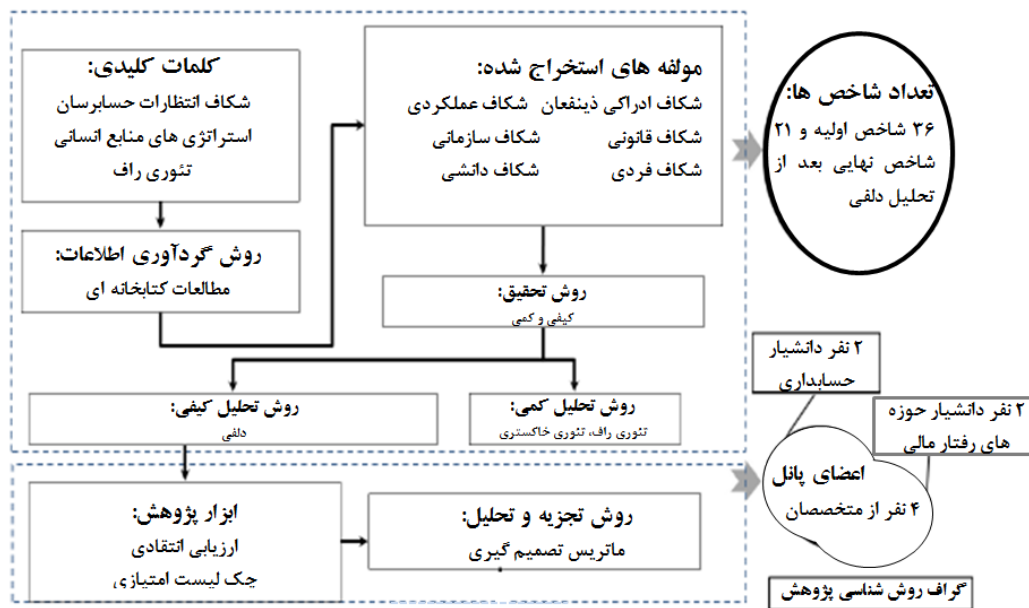 کلمات کلیدی:
شکاف انتظارات حسابرسان
استراتژی های منابع انسانی
تئوری راف
روش گردآوری اطلاعات:
مطالعات کتابخانه ای
مولفه های استخراج شده:
شکاف ادراکی ذینفعان شکاف عملکردی
شکاف قانونی شکاف سازمانی
شکاف فردی شکاف دانشی
تعداد شاخص ها:
۳۶ شاخص اولیه و ۲۱
شاخص نهایی بعد از
تحلیل دلفی
روش تحقیق:
کیفی و کمی
روش تحلیل کیفی:
دلفی
روش تحلیل کمی:
تئوری راف، تئوری خاکستری
۲ نفر دانشیار
حسابداری
۲ نفر دانشیار حوزه
های رفتار مالی
اعضای پانل
۴ نفر از متخصصان
ابزار پژوهش:
ارزیابی انتقادی
چک لیست امتیازی
روش تجزیه و تحلیل:
ماتریس تصمیم گیری
گراف روش شناسی پژوهش